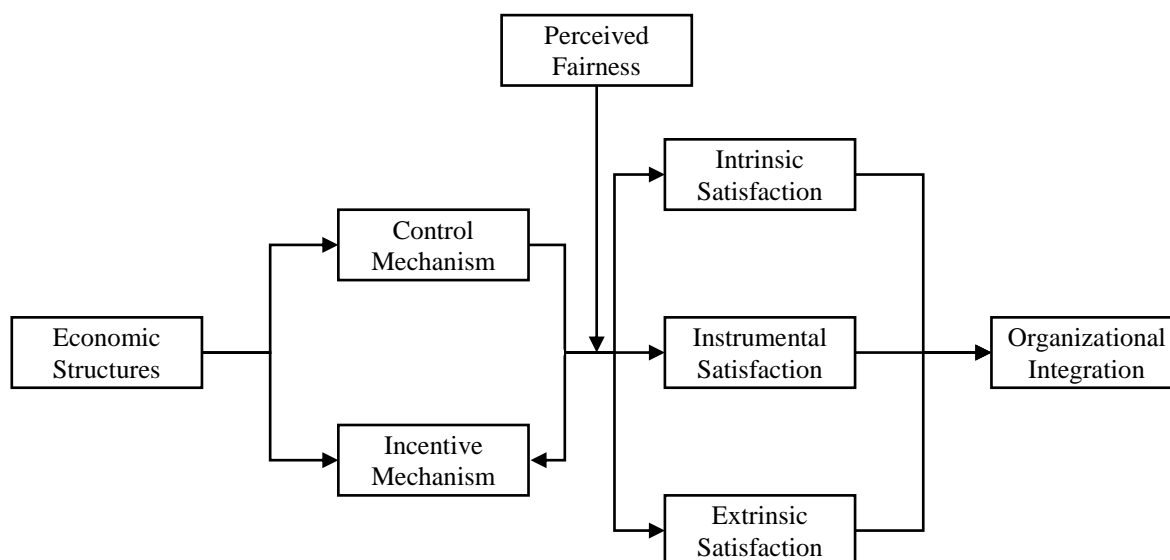 Perceived
Fairness
Intrinsic
Satisfaction
Control
Mechanism
Economic
Structures
Instrumental
Satisfaction
Organizational
Integration
Incentive
Mechanism
Extrinsic
Satisfaction